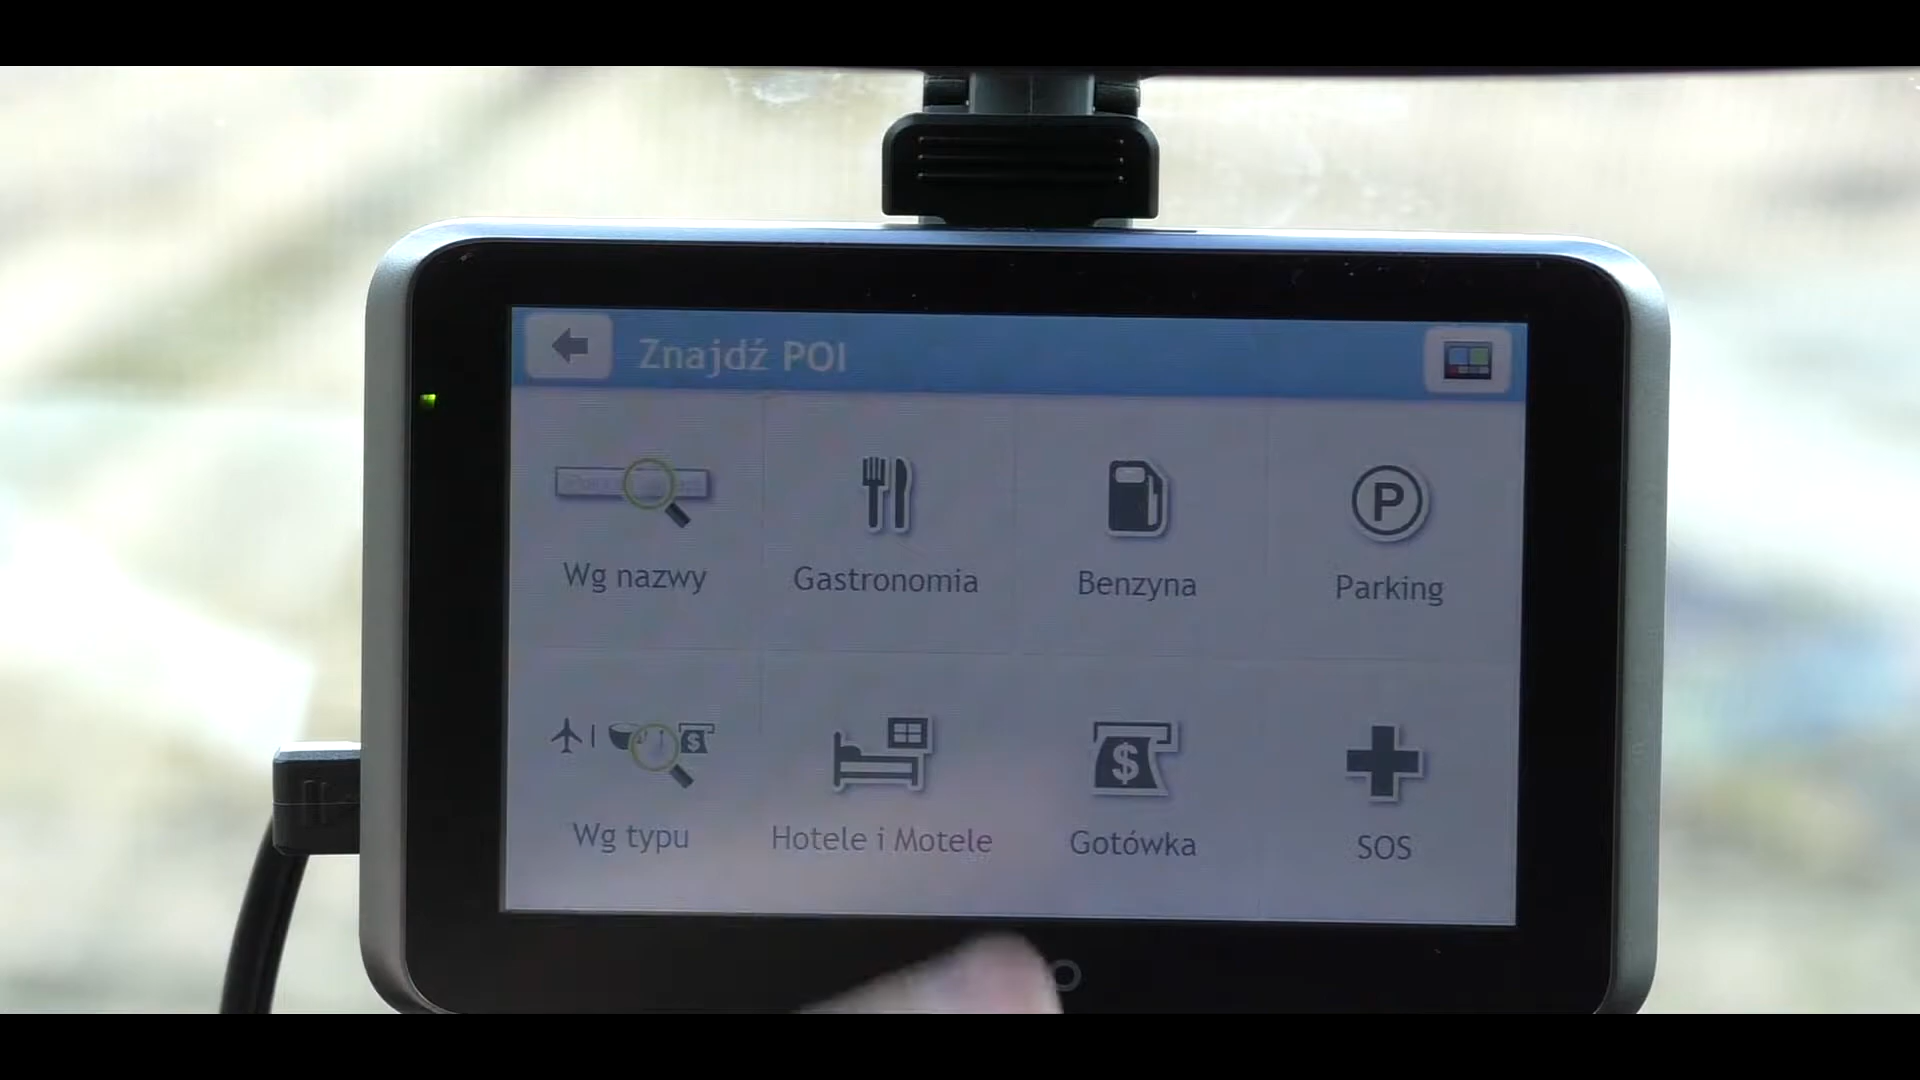 Znajdź POI
Wg nazwy
Gastronomia
Benzyna
P
Parking
$
$
Wg typu
Hotele i Motele
Gotówka
SOS